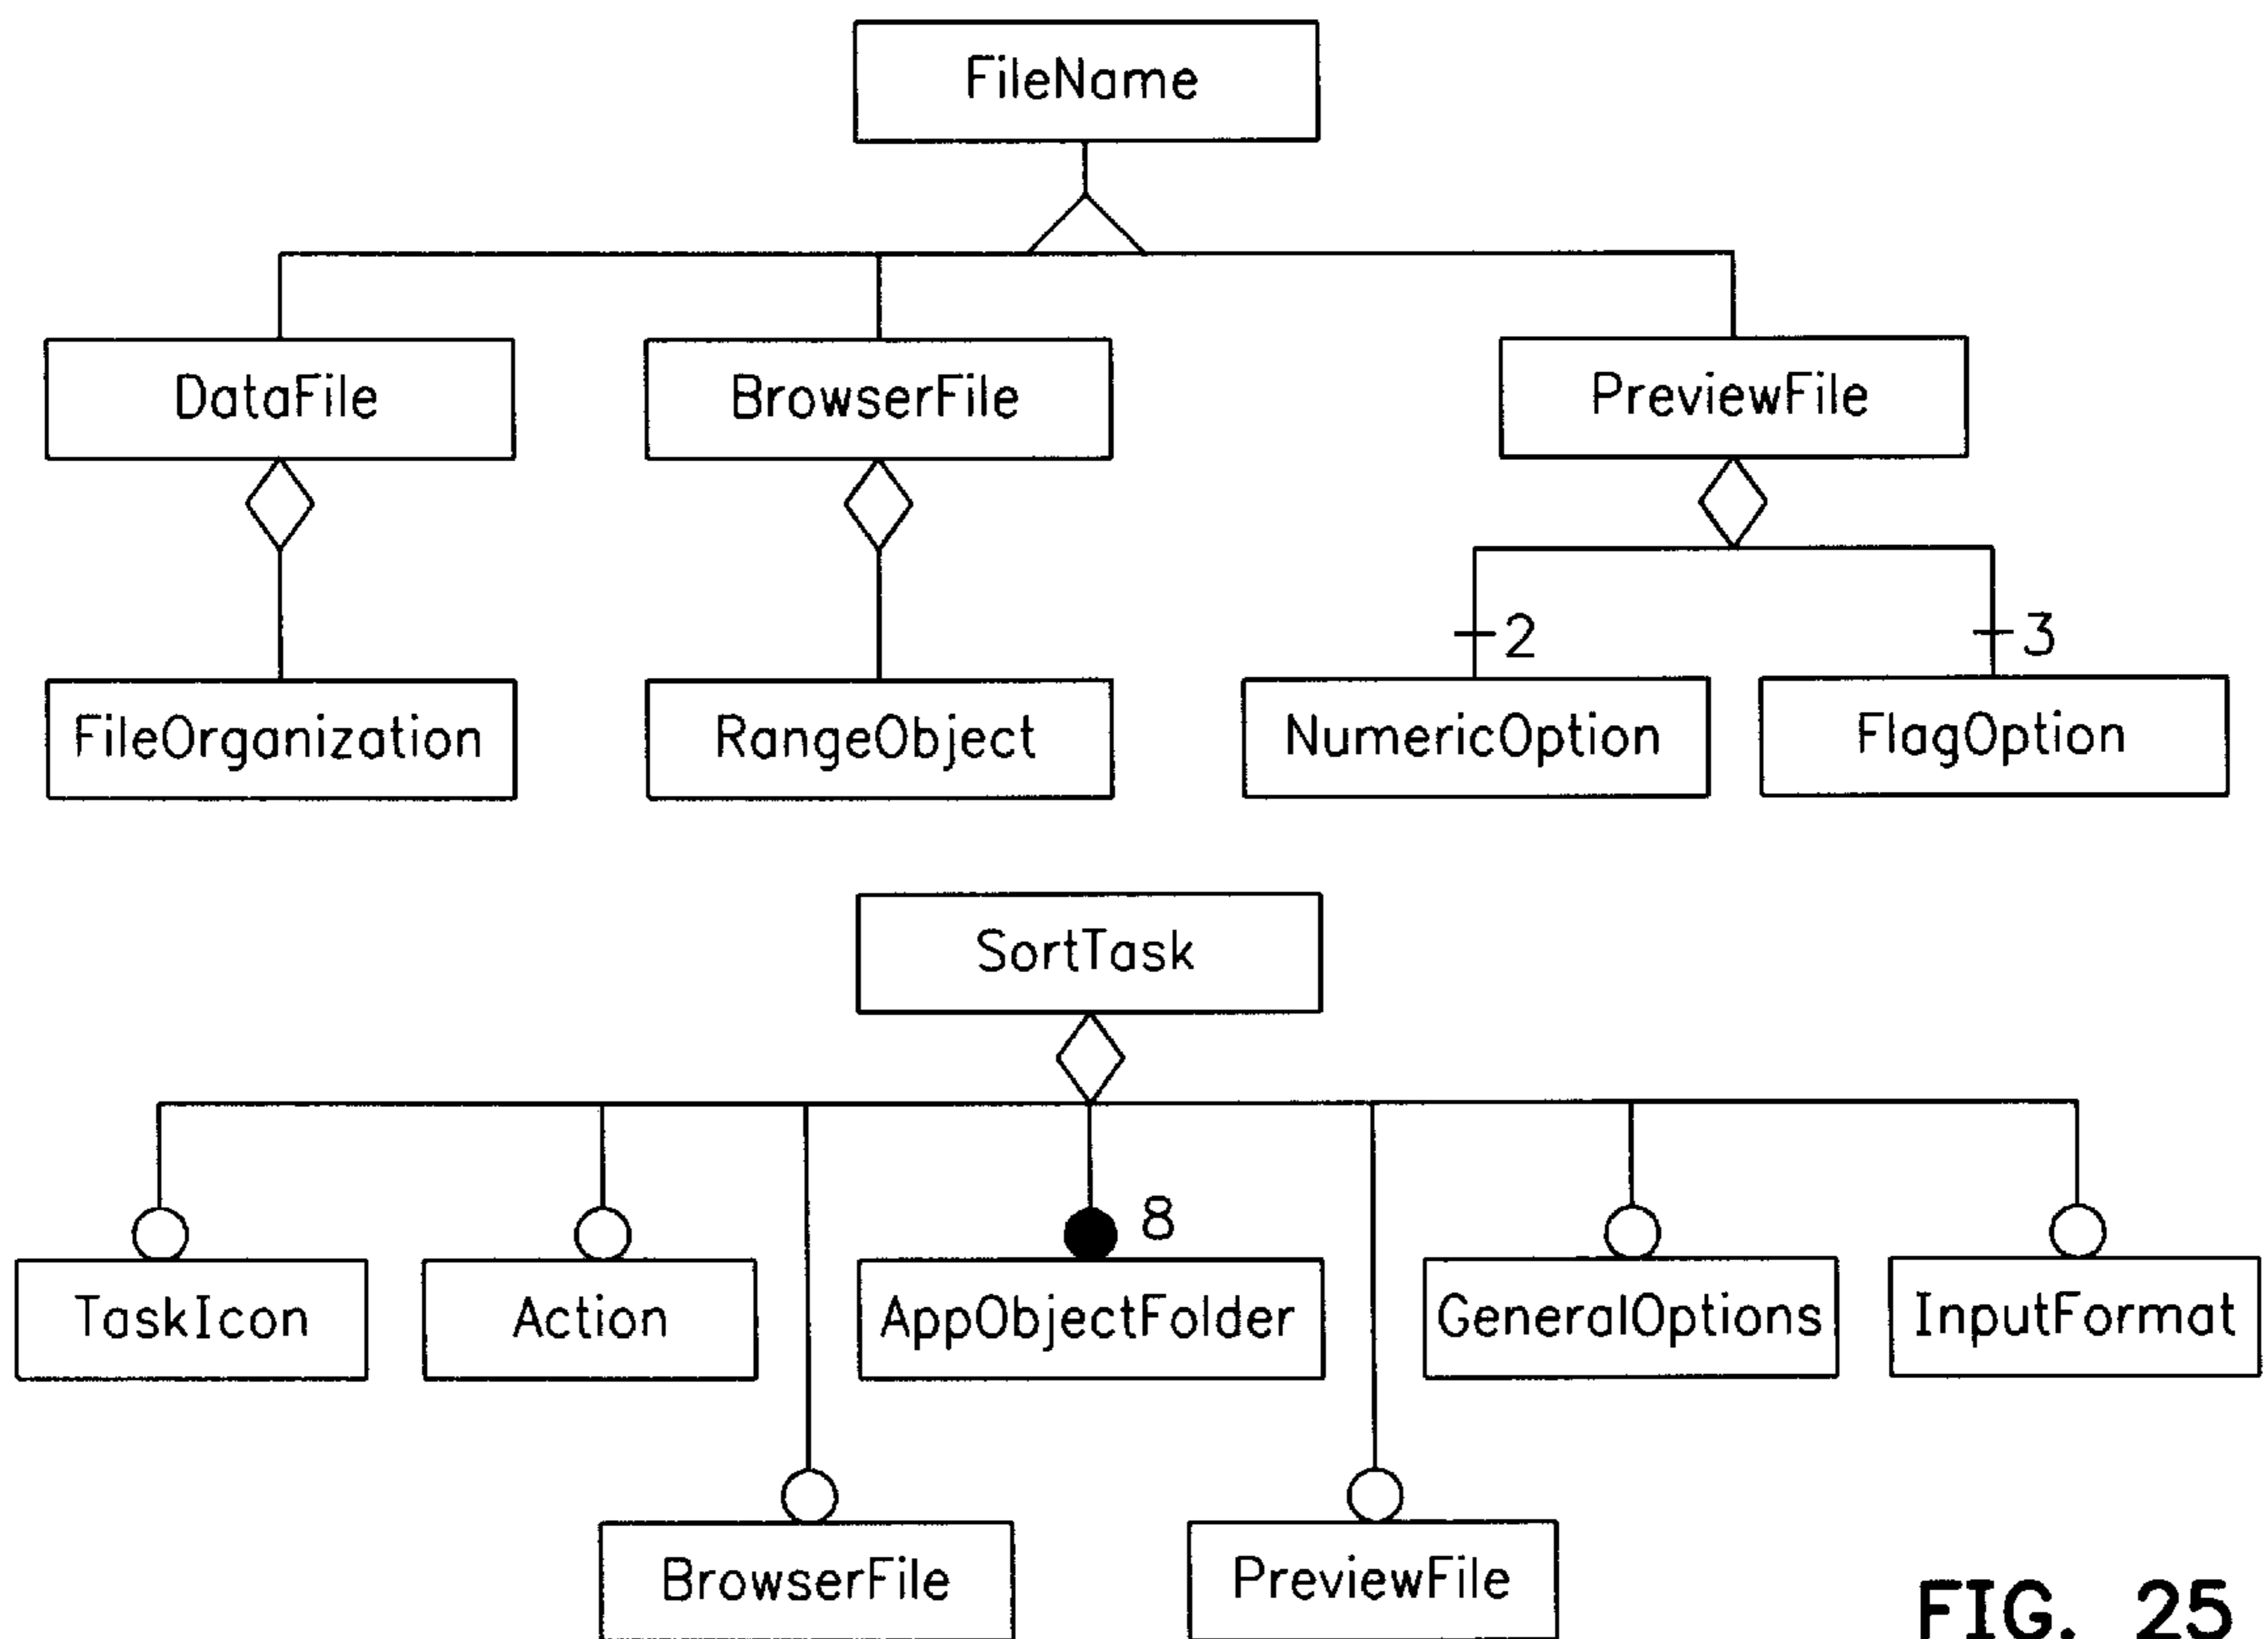 FileName
DataFile
BrowserFile
PreviewFile
2
3
FileOrganization
RangeObject
NumericOption
FlagOption
SortTask
8
TaskIcon
Action
AppObjectFolder
GeneralOptions
InputFormat
BrowserFile
PreviewFile
FIG. 25